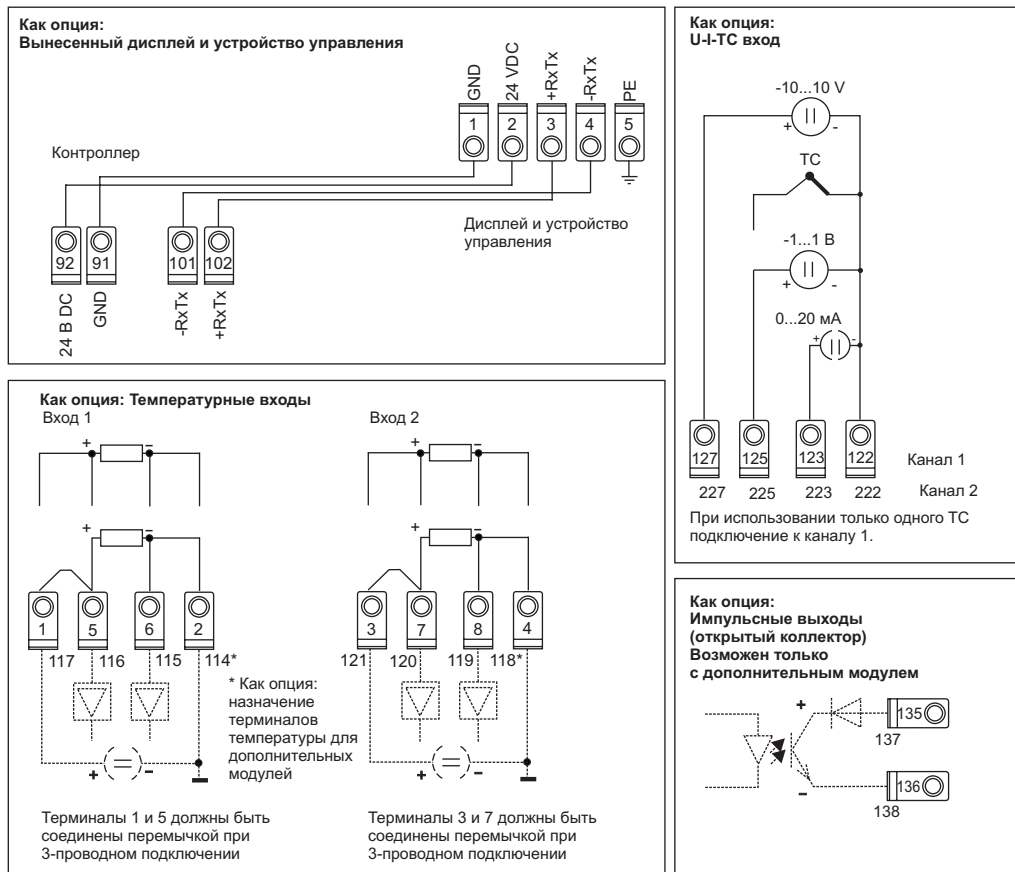 Как опция:
Вынесенный дисплей и устройство управления
GND
24 VDC
+RxTx
-RxTx
PE
1
2
3
4
5
Контроллер
Дисплей и устройство
управления
92
91
101
102
24 В DC
GND
-RxTx
+RxTx
Как опция:
U-I-TC вход
-10...10 V
+ -
TC
-1...1 В
+ -
0...20 мА
+ -
127
125
123
122
Канал 1
227
225
223
222
Канал 2
При использовании только одного ТС
подключение к каналу 1.
Как опция: Температурные входы
Вход 1
Вход 2
+ –
+ –
+ –
+ –
1
5
6
2
3
7
8
4
117
116
115
114*
121
120
119
118*
* Как опция:
назначение
терминалов
температуры для
дополнительных
модулей
+ –
+ –
Терминалы 1 и 5 должны быть
соединены перемычкой при
3-проводном подключении
Терминалы 3 и 7 должны быть
соединены перемычкой при
3-проводном подключении
Как опция:
Импульсные выходы
(открытый коллектор)
Возможен только
с дополнительным модулем
+
135
137
–
136
138